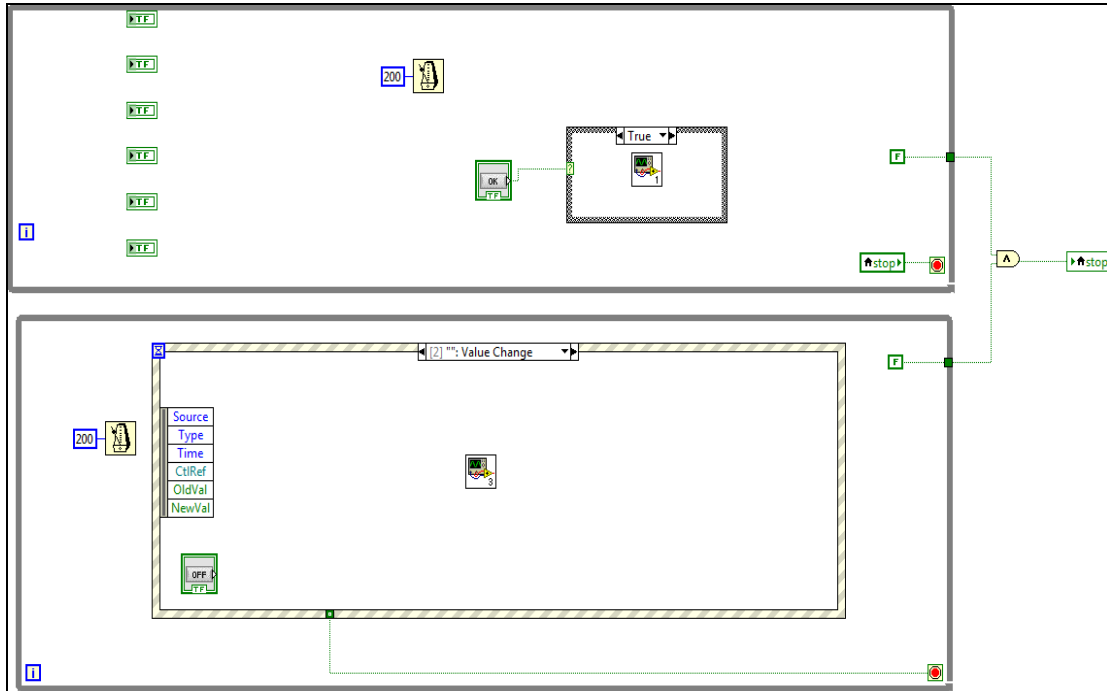 TF
TF
200
TF
True
TF
?
OK
TF
1
F
TF
i
TF
stop
stop
[2] "": Value Change
F
Source
200
Type
Time
CtlRef
3
OldVal
NewVal
OFF
TF
i